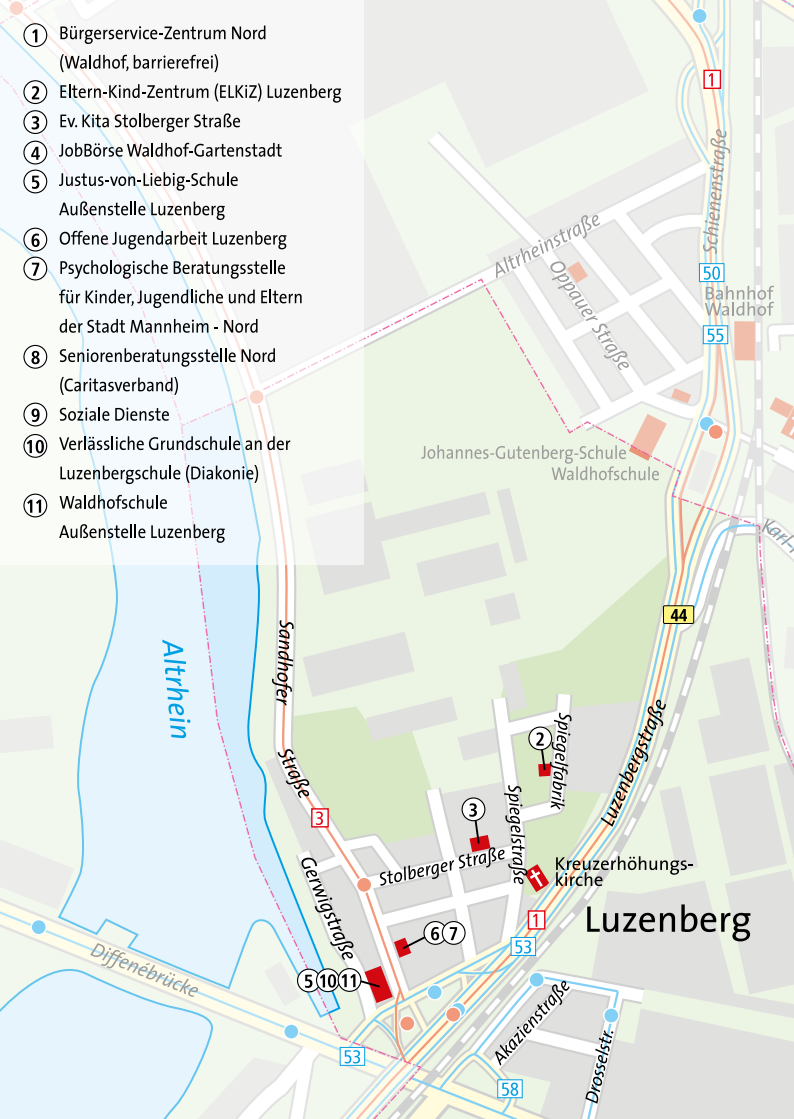 1 Bürgerservice-Zentrum Nord
(Waldhof, barrierefrei)
2 Eltern-Kind-Zentrum (ELKiZ) Luzenberg
3 Ev. Kita Stolberger Straße
4 JobBörse Waldhof-Gartenstadt
5 Justus-von-Liebig-Schule
Außenstelle Luzenberg
6 Offene Jugendarbeit Luzenberg
7 Psychologische Beratungsstelle
für Kinder, Jugendliche und Eltern
der Stadt Mannheim - Nord
8 Seniorenberatungsstelle Nord
(Caritasverband)
9 Soziale Dienste
10 Verlässliche Grundschule an der
Luzenbergschule (Diakonie)
11 Waldhofschule
Außenstelle Luzenberg
1
Schienenstraße
Altrheinstraße
Oppauer Straße
50
Bahnhof
Waldhof
55
Johannes-Gutenberg-Schule
Waldhofschule
44
Altrhein
Sandhofer
Straße
2
Spiegelfabrik
Luzenbergstraße
3
3
Spiegelstraße
Stolberger Straße
Gerwigstraße
Kreuzerhöhungs-
kirche
Luzenberg
1
53
6 7
5 10 11
Diffenébrücke
53
Akazienstraße
Drosselstr.
58